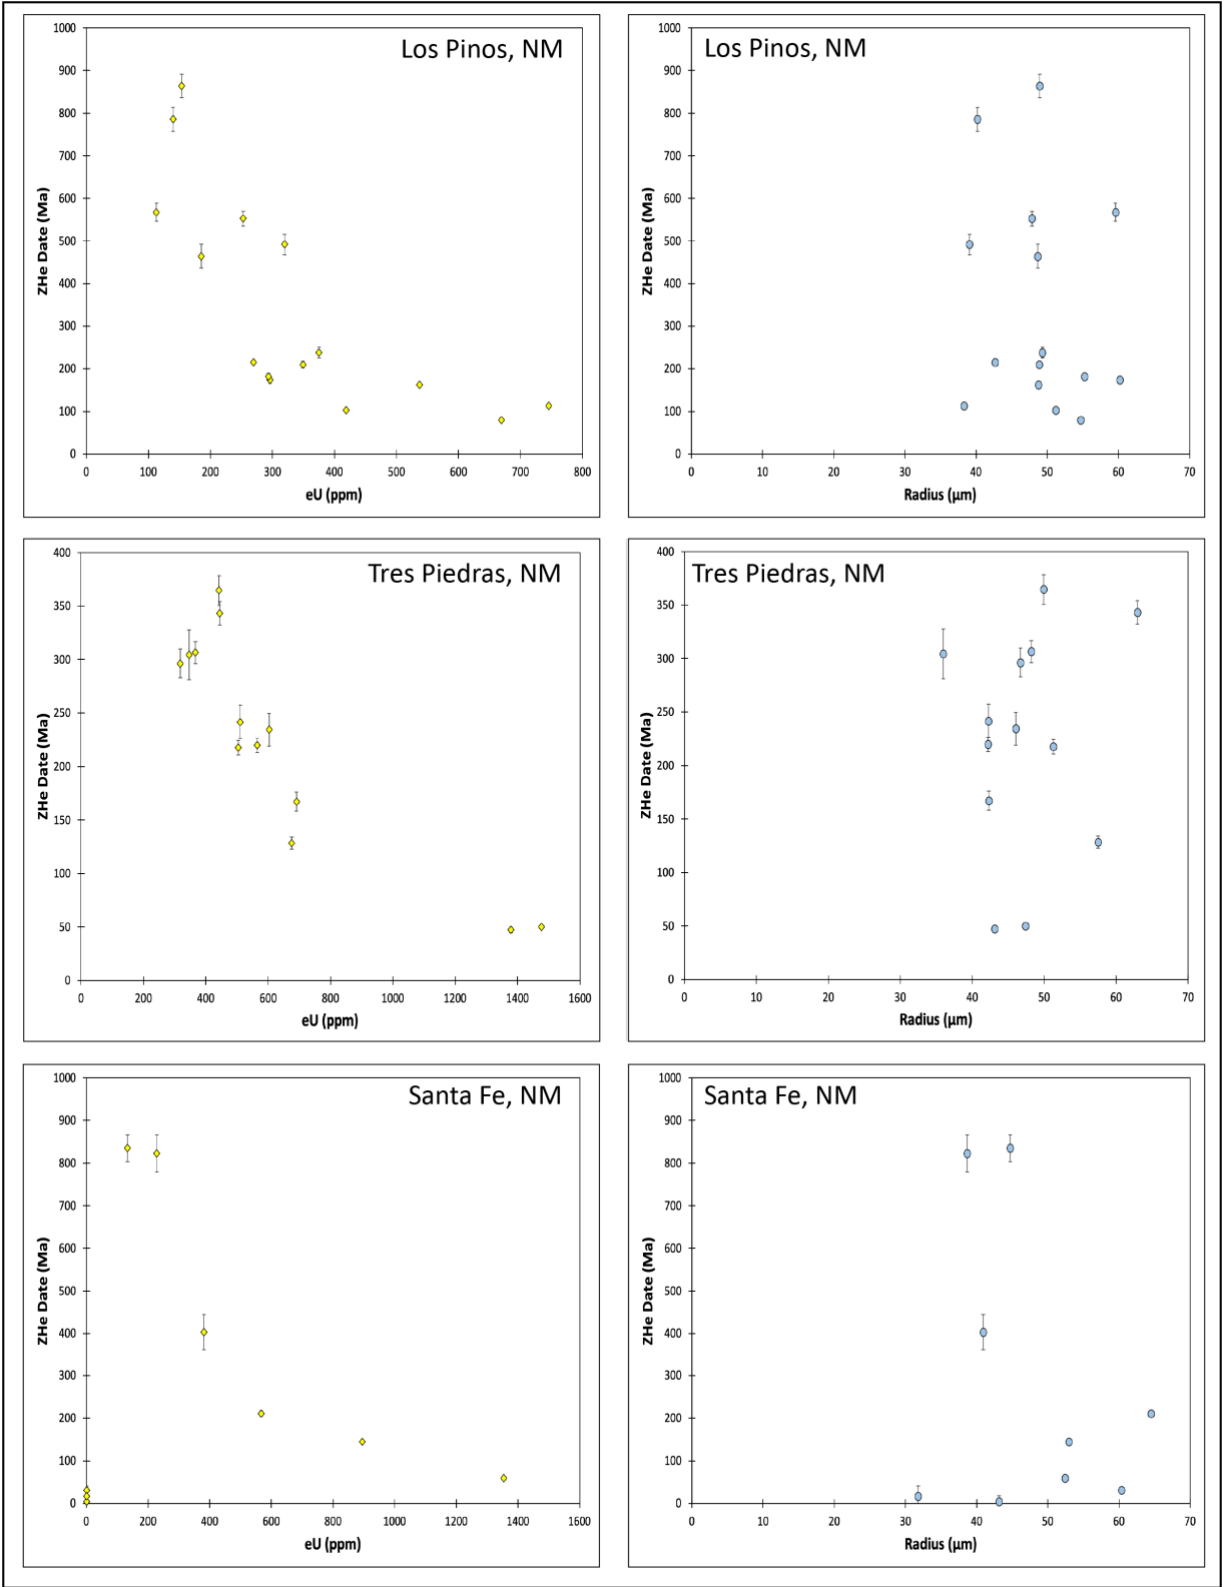 Los Pinos, NM
1000
900
800
700
600
500
400
300
200
100
0
ZHe Date (Ma)
0 100 200 300 400 500 600 700 800
eU (ppm)
Los Pinos, NM
1000
900
800
700
600
500
400
300
200
100
0
ZHe Date (Ma)
0 10 20 30 40 50 60 70
Radius (µm)
Tres Piedras, NM
400
350
300
250
200
150
100
50
0
ZHe Date (Ma)
0 200 400 600 800 1000 1200 1400 1600
eU (ppm)
Tres Piedras, NM
400
350
300
250
200
150
100
50
0
ZHe Date (Ma)
0 10 20 30 40 50 60 70
Radius (µm)
Santa Fe, NM
1000
900
800
700
600
500
400
300
200
100
0
ZHe Date (Ma)
0 200 400 600 800 1000 1200 1400 1600
eU (ppm)
Santa Fe, NM
1000
900
800
700
600
500
400
300
200
100
0
ZHe Date (Ma)
0 10 20 30 40 50 60 70
Radius (µm)